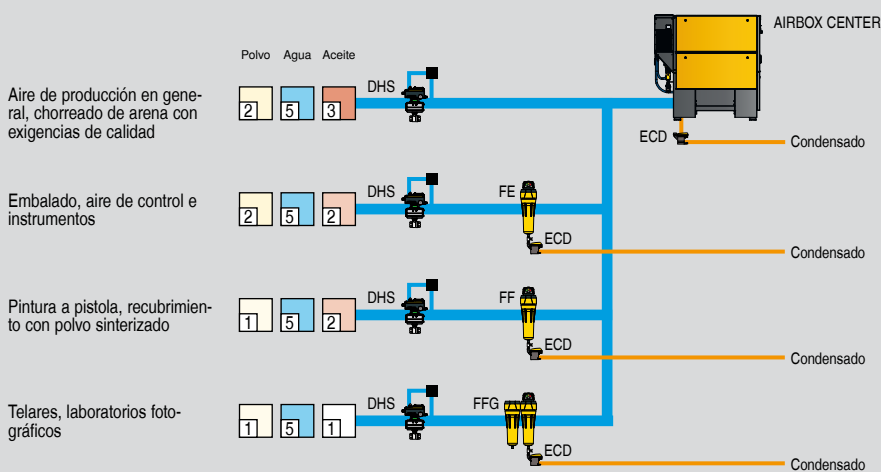 AIRBOX CENTER
Polvo Agua Aceite
Aire de producción en gene-
ral, chorreado de arena con
exigencias de calidad
2 5 3
DHS
ECD
Condensado
Embalado, aire de control e
instrumentos
2 5 2
DHS
FE
ECD
Condensado
Pintura a pistola, recubrimien-
to con polvo sinterizado
1 5 2
DHS
FF
ECD
Condensado
Telares, laboratorios foto-
gráficos
1 5 1
DHS
FFG
ECD
Condensado